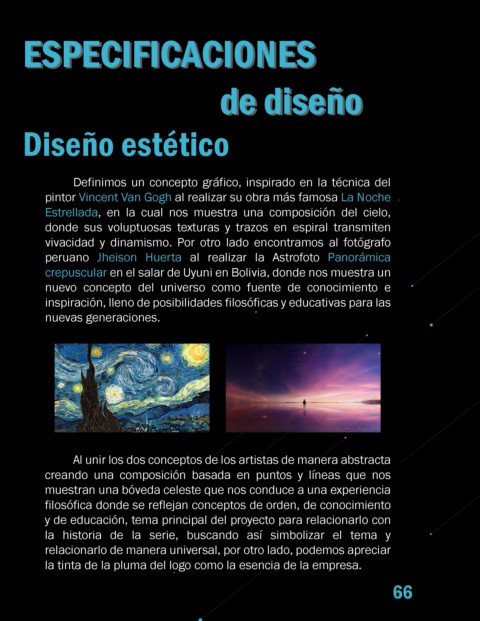 ESPECIFICACIONES
de diseño
Diseño estético
Definimos un concepto gráfico, inspirado en la técnica del
pintor Vincent Van Gogh al realizar su obra más famosa La Noche
Estrellada, en la cual nos muestra una composición del cielo,
donde sus voluptuosas texturas y trazos en espiral transmiten
vivacidad y dinamismo. Por otro lado encontramos al fotógrafo
peruano Jheison Huerta al realizar la Astrofoto Panorámica
crepuscular en el salar de Uyuni en Bolivia, donde nos muestra un
nuevo concepto del universo como fuente de conocimiento e
inspiración, lleno de posibilidades filosóficas y educativas para las
nuevas generaciones.
Al unir los dos conceptos de los artistas de manera abstracta
creando una composición basada en puntos y líneas que nos
muestran una bóveda celeste que nos conduce a una experiencia
filosófica donde se reflejan conceptos de orden, de conocimiento
y de educación, tema principal del proyecto para relacionarlo con
la historia de la serie, buscando así simbolizar el tema y
relacionarlo de manera universal, por otro lado, podemos apreciar
la tinta de la pluma del logo como la esencia de la empresa.
66